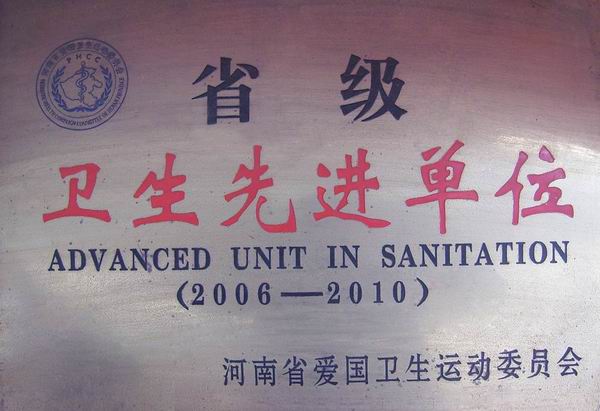 PHCC
省级
卫生先进单位
ADVANCED UNIT IN SANITATION
(2006—2010)
河南省爱国卫生运动委员会